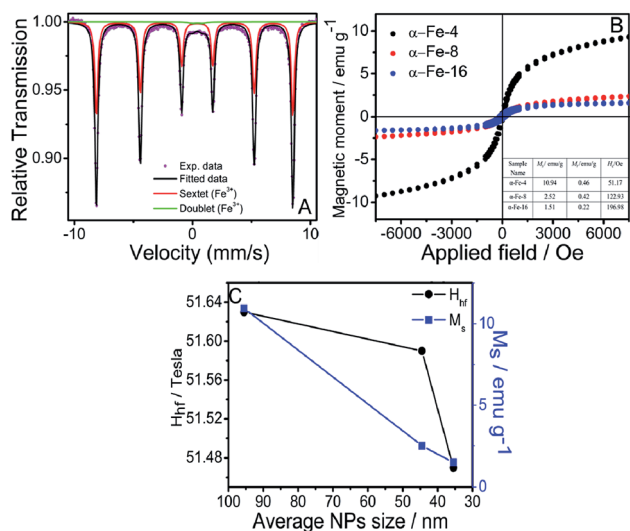 1.00
0.95
0.90
Relative Transmission
Exp. data
Fitted data
Sextet (Fe³⁺)
Doublet (Fe³⁺)
A
-10 -5 0 5 10
Velocity (mm/s)
B
α-Fe-4
α-Fe-8
α-Fe-16
10
5
0
-5
-10
Magnetic moment / emu g⁻¹
Sample Name Ms/ emu/g Mr/emu/g Hc/Oe
α-Fe-4 10.94 0.46 51.17
α-Fe-8 2.52 0.42 122.93
α-Fe-16 1.51 0.22 196.98
-6000 -3000 0 3000 6000
Applied field / Oe
C
Hhf
Ms
51.64
51.60
51.56
51.52
51.48
Hhf / Tesla
10
5
0
Ms / emu g-1
100 90 80 70 60 50 40 30
Average NPs size / nm